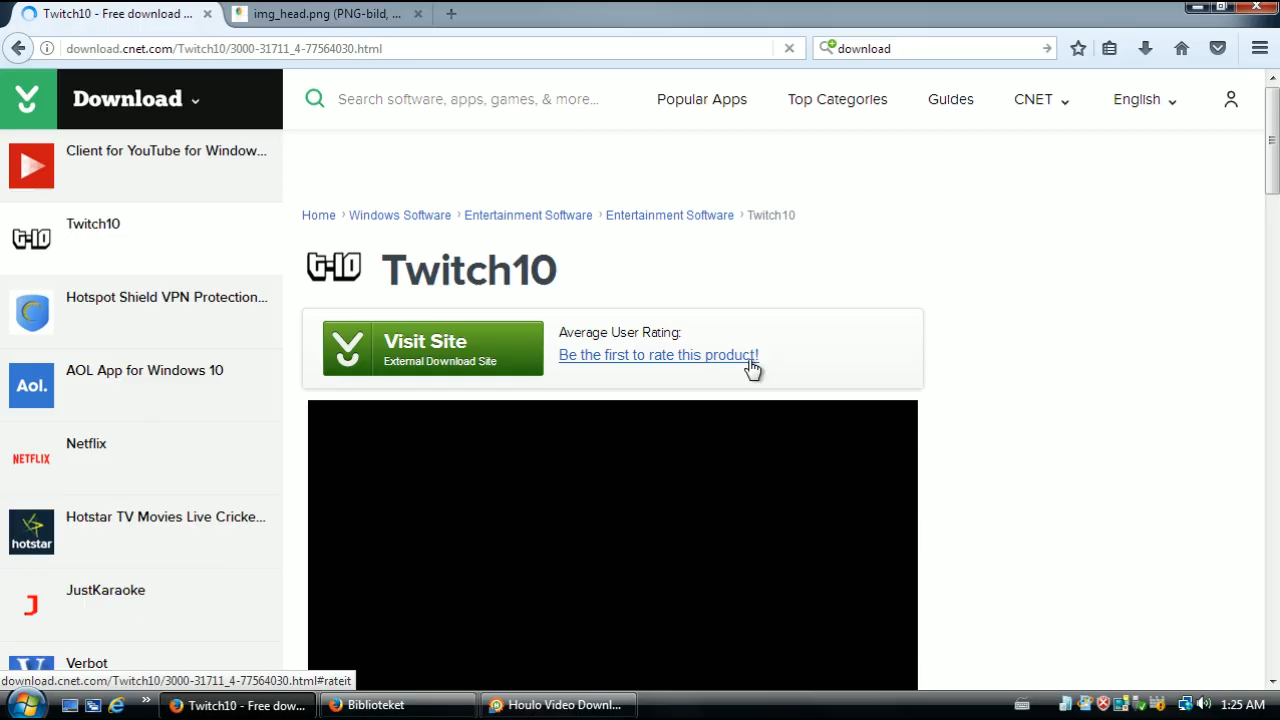 Twitch10 - Free download ...
img_head.png (PNG-bild, ...
download.cnet.com/Twitch10/3000-31711_4-77564030.html
download
Download
Search software, apps, games, & more...
Popular Apps
Top Categories
Guides
CNET
English
Client for YouTube for Window...
Twitch10
Hotspot Shield VPN Protection...
Aol.
AOL App for Windows 10
NETFLIX
Netflix
hotstar
Hotstar TV Movies Live Cricke...
J
JustKaraoke
V
Verbot
Home › Windows Software › Entertainment Software › Entertainment Software › Twitch10
t-10
Twitch10
Visit Site
External Download Site
Average User Rating:
Be the first to rate this product!
download.cnet.com/Twitch10/3000-31711_4-77564030.html#rateit
Twitch10 - Free dow...
Biblioteket
Houlo Video Downl...
1:25 AM